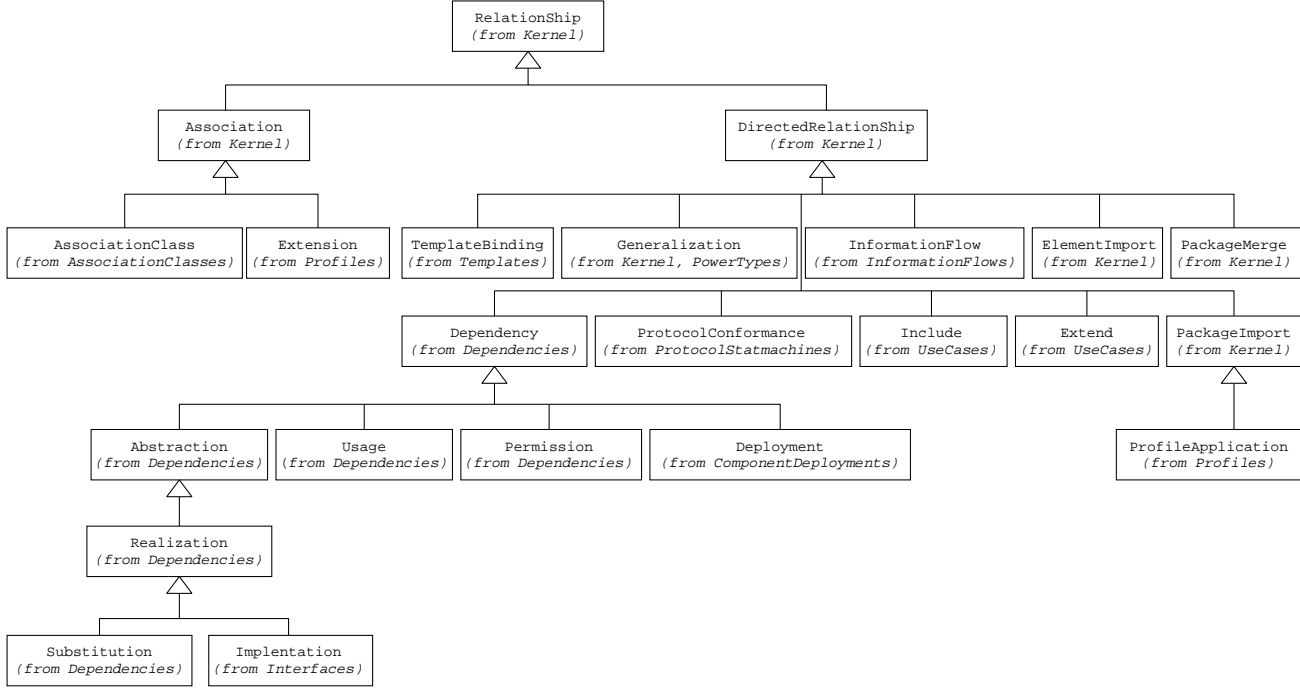 RelationShip
(from Kernel)
Association
(from Kernel)
DirectedRelationShip
(from Kernel)
AssociationClass
(from AssociationClasses)
Extension
(from Profiles)
TemplateBinding
(from Templates)
Generalization
(from Kernel, PowerTypes)
InformationFlow
(from InformationFlows)
ElementImport
(from Kernel)
PackageMerge
(from Kernel)
Dependency
(from Dependencies)
ProtocolConformance
(from ProtocolStatmachines)
Include
(from UseCases)
Extend
(from UseCases)
PackageImport
(from Kernel)
Abstraction
(from Dependencies)
Usage
(from Dependencies)
Permission
(from Dependencies)
Deployment
(from ComponentDeployments)
ProfileApplication
(from Profiles)
Realization
(from Dependencies)
Substitution
(from Dependencies)
Implentation
(from Interfaces)